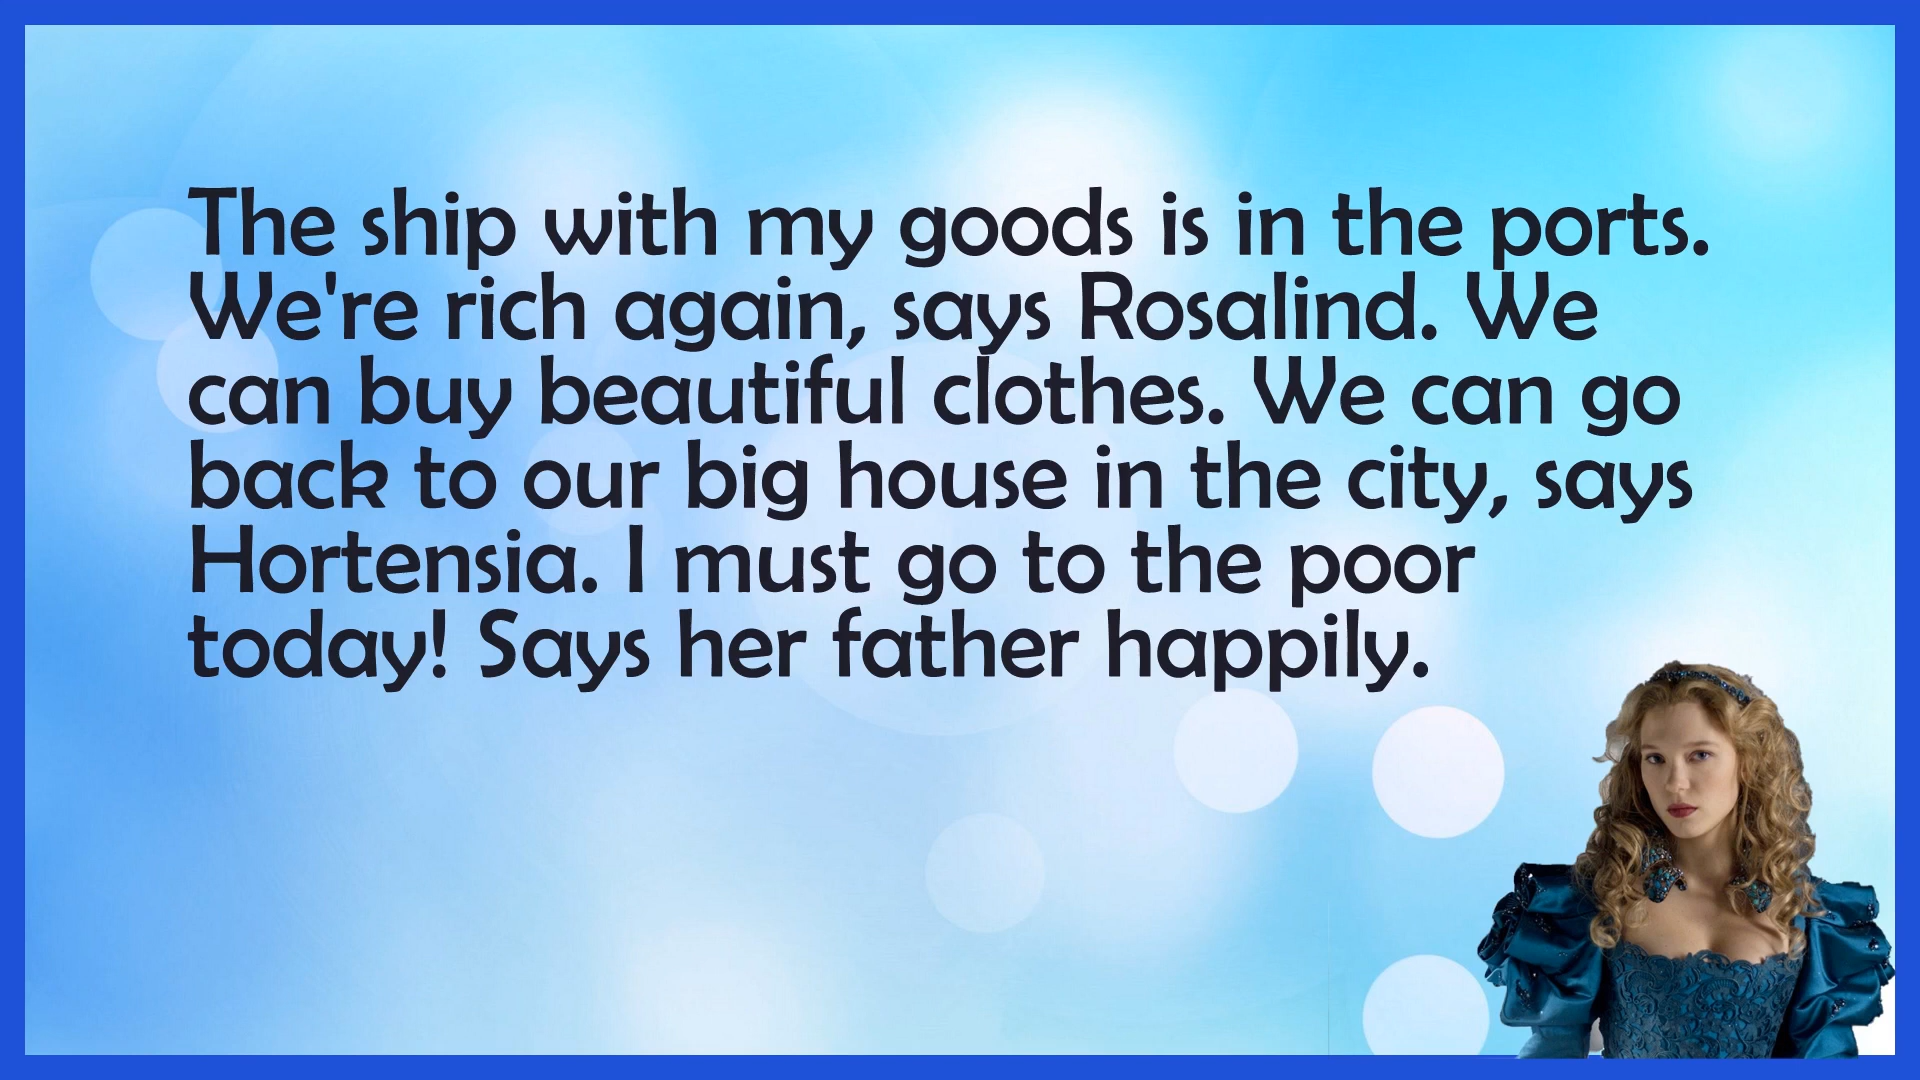 The ship with my goods is in the ports.
We're rich again, says Rosalind. We
can buy beautiful clothes. We can go
back to our big house in the city, says
Hortensia. I must go to the poor
today! Says her father happily.